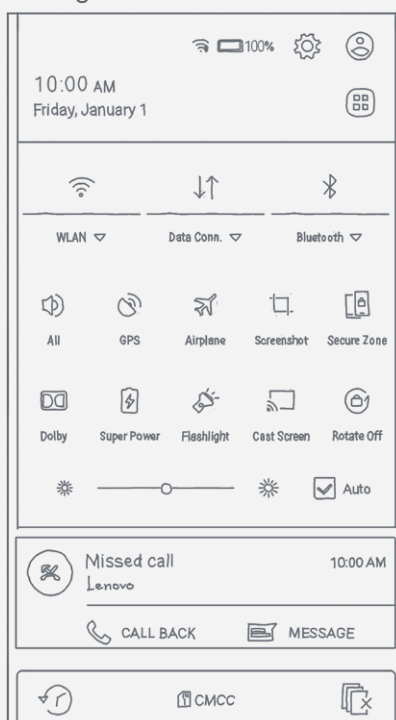 100%
10:00 AM
Friday, January 1
WLAN Data Conn. Bluetooth
All GPS Airplane Screenshot Secure Zone
Dolby Super Power Flashlight Cast Screen Rotate Off
Auto
Missed call 10:00 AM
Lenovo
CALL BACK MESSAGE
CMCC